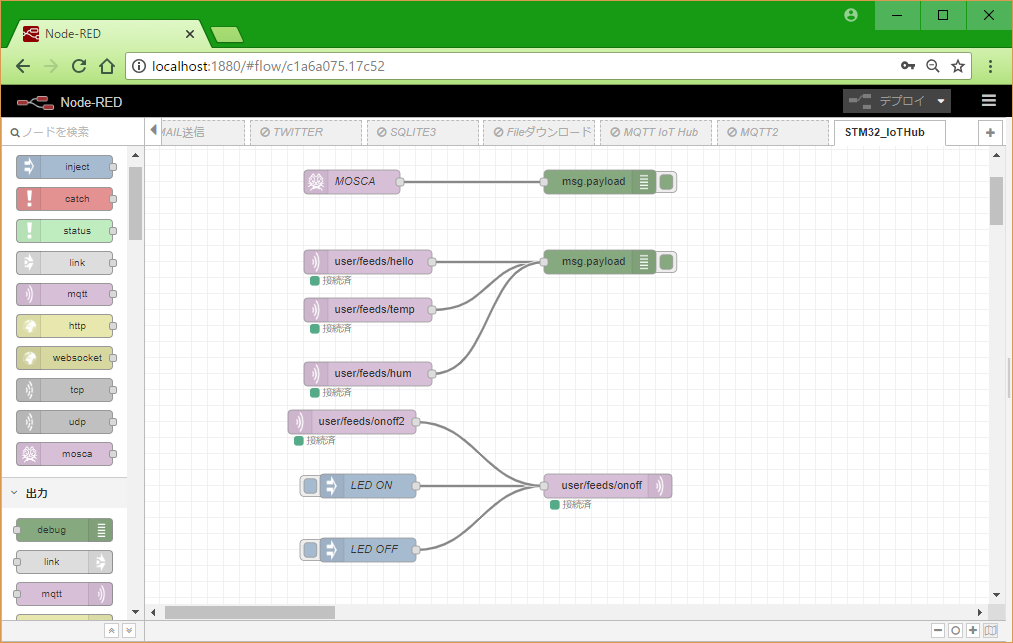 Node-RED
localhost:1880/#flow/c1a6a075.17c52
Node-RED
デプロイ
ノードを検索
MAIL送信
TWITTER
SQLITE3
Fileダウンロード
MQTT IoT Hub
MQTT2
STM32_IoTHub
inject
catch
status
link
mqtt
http
websocket
tcp
udp
mosca
出力
debug
link
mqtt
MOSCA
msg.payload
user/feeds/hello
接続済
msg.payload
user/feeds/temp
接続済
user/feeds/hum
接続済
user/feeds/onoff2
接続済
LED ON
user/feeds/onoff
接続済
LED OFF